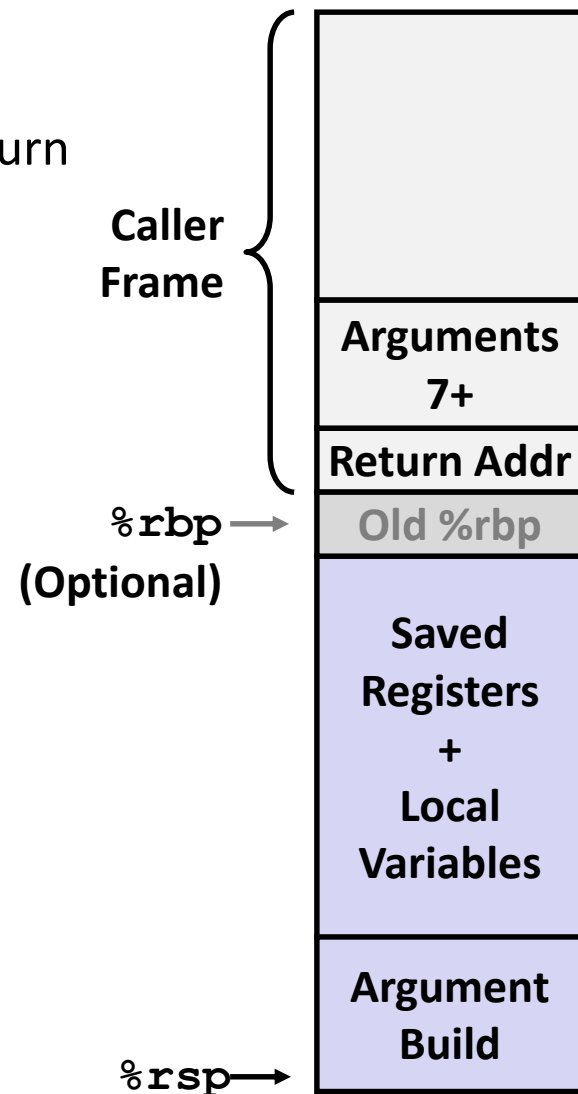 urn
Caller
Frame
Arguments
7+
Return Addr
%rbp
Old %rbp
(Optional)
Saved
Registers
+
Local
Variables
Argument
Build
%rsp